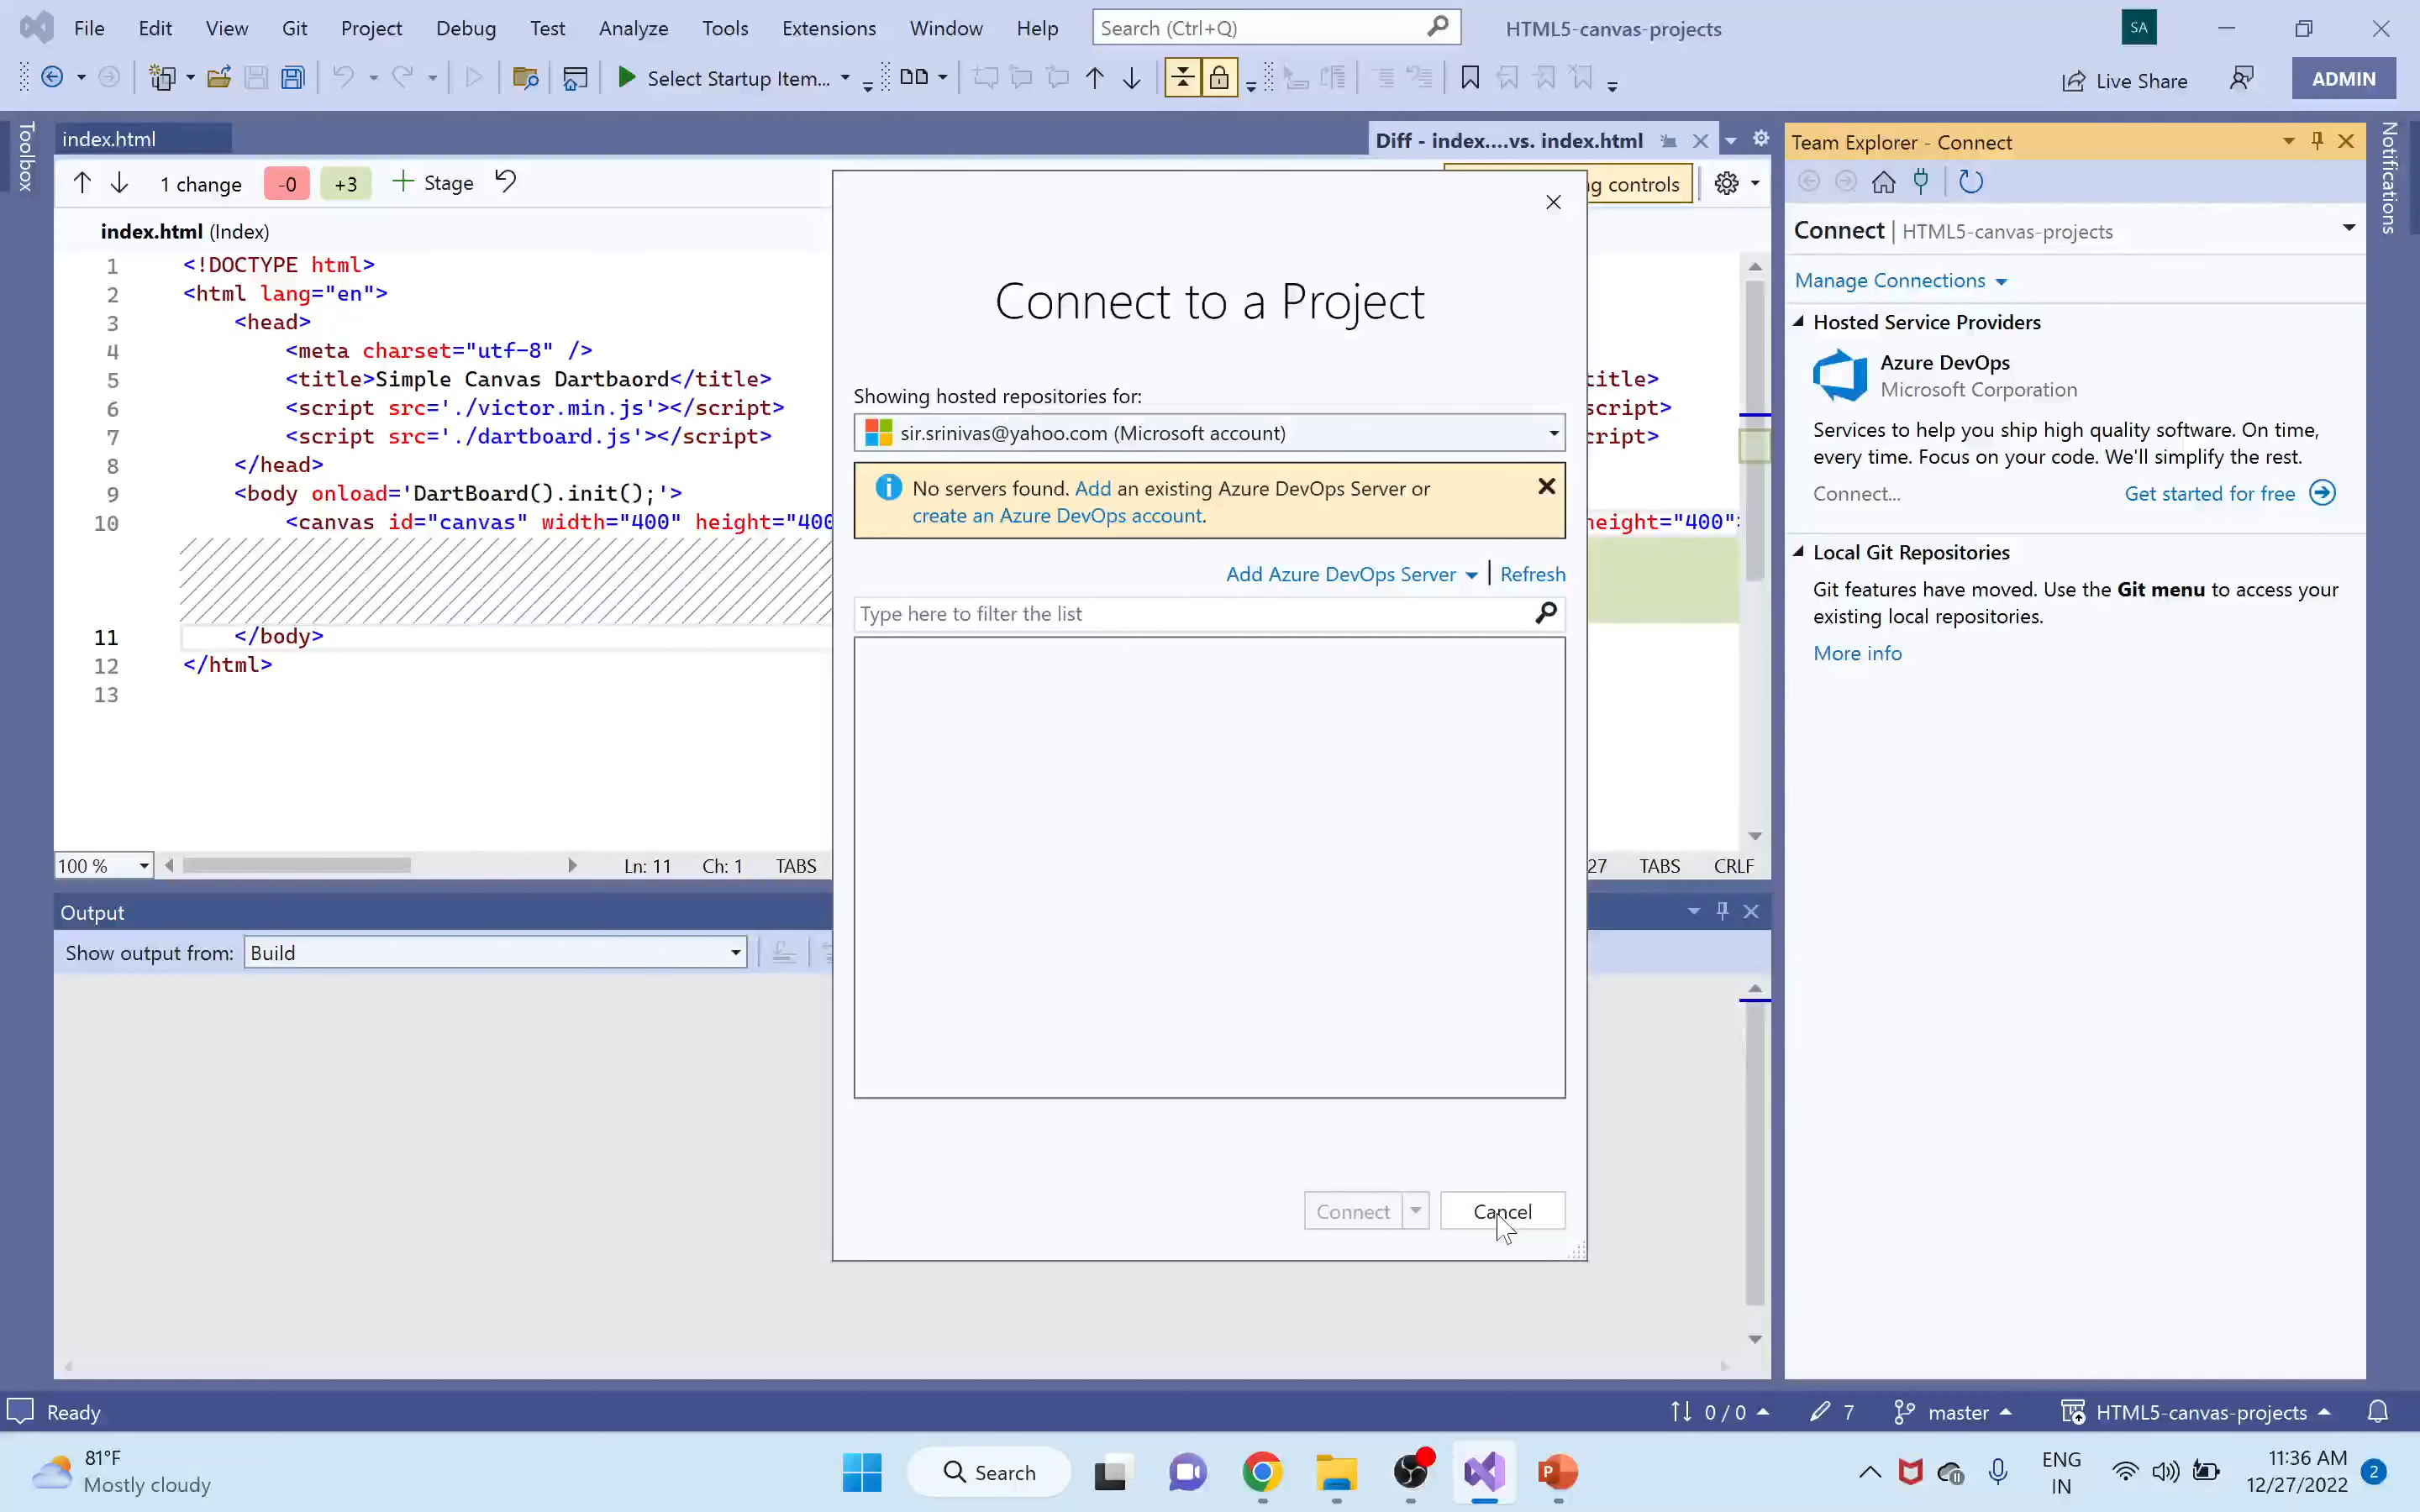 File Edit View Git Project Debug Test Analyze Tools Extensions Window Help Search (Ctrl+Q) HTML5-canvas-projects SA
Select Startup Item... Live Share ADMIN
Toolbox
index.html Diff - index....vs. index.html
1 change -0 +3 Stage g controls
index.html (Index)
1 <!DOCTYPE html>
2 <html lang="en">
3 <head>
4 <meta charset="utf-8" />
5 <title>Simple Canvas Dartbaord</title> title>
6 <script src='./victor.min.js'></script> script>
7 <script src='./dartboard.js'></script> cript>
8 </head>
9 <body onload='DartBoard().init();'>
10 <canvas id="canvas" width="400" height="400 height="400">
11 </body>
12 </html>
13
100 % Ln: 11 Ch: 1 TABS 27 TABS CRLF
Output
Show output from: Build
Connect to a Project
Showing hosted repositories for:
sir.srinivas@yahoo.com (Microsoft account)
No servers found. Add an existing Azure DevOps Server or
create an Azure DevOps account.
Add Azure DevOps Server Refresh
Type here to filter the list
Connect Cancel
Team Explorer - Connect
Connect | HTML5-canvas-projects
Manage Connections
Hosted Service Providers
Azure DevOps
Microsoft Corporation
Services to help you ship high quality software. On time,
every time. Focus on your code. We'll simplify the rest.
Connect... Get started for free
Local Git Repositories
Git features have moved. Use the Git menu to access your
existing local repositories.
More info
Notifications
Ready 0 / 0 7 master HTML5-canvas-projects
81°F
Mostly cloudy
Search
ENG
IN
11:36 AM
12/27/2022
2